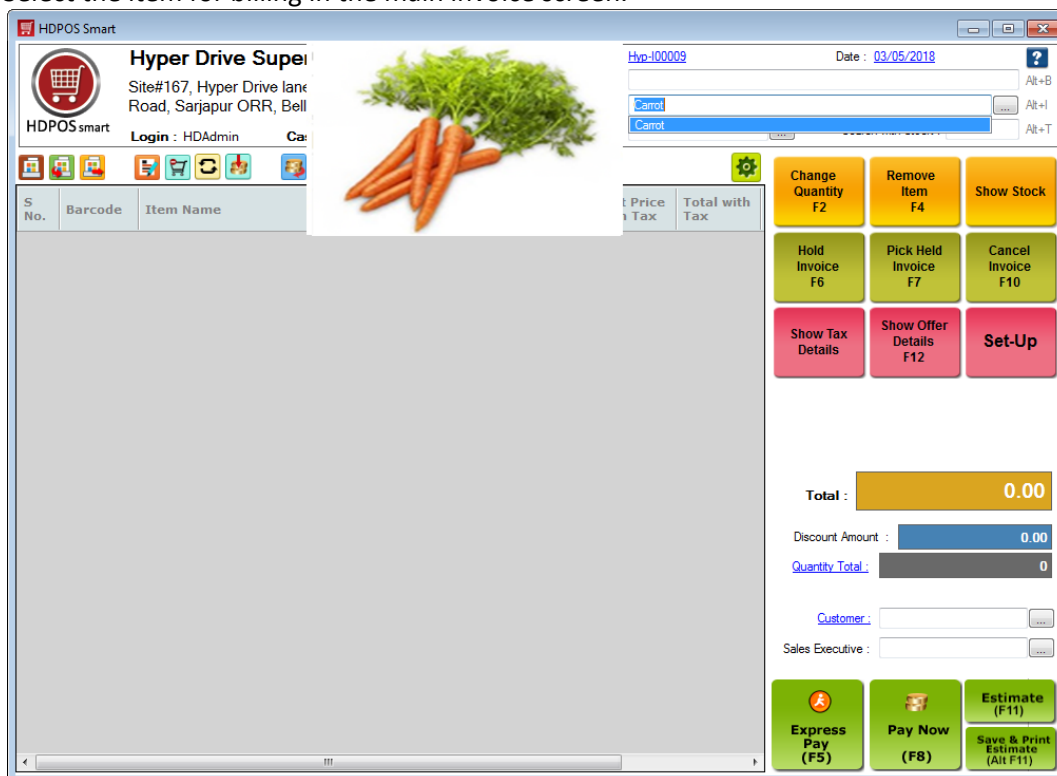 Select the item for billing in the main invoice screen.
HDPOS Smart
Hyper Drive Super
Site#167, Hyper Drive lane
Road, Sarjapur ORR, Bell
HDPOS smart
Login : HDAdmin
Hyp-I00009
Date : 03/05/2018
?
Alt+B
Carrot
...
Alt+I
Carrot
Alt+T
S No.
Barcode
Item Name
Price
Tax
Total with Tax
Change Quantity F2
Remove Item F4
Show Stock
Hold Invoice F6
Pick Held Invoice F7
Cancel Invoice F10
Show Tax Details
Show Offer Details F12
Set-Up
Total : 0.00
Discount Amount : 0.00
Quantity Total : 0
Customer : ...
Sales Executive : ...
Express Pay (F5)
Pay Now (F8)
Estimate (F11)
Save & Print Estimate (Alt F11)